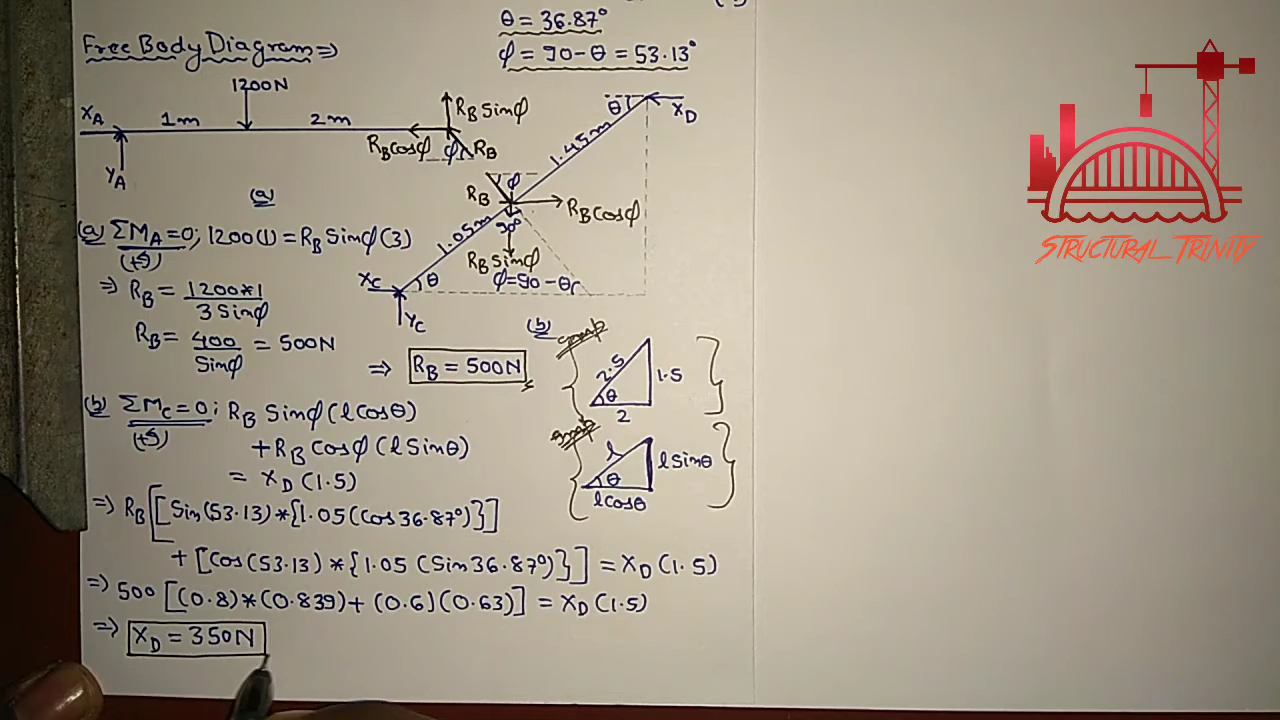 θ = 36.87°
φ = 90 - θ = 53.13°
Free Body Diagram ⇒
1200N
X_A
1m
2m
R_B Sinφ
R_B Cosφ
φ
R_B
Y_A
(a)
θ
X_D
1.45m
R_B
φ
R_B Cosφ
90°
1.05m
R_B Sinφ
X_C
θ
φ=90-θ
Y_C
(b)
(a) ΣM_A = 0; 1200(1) = R_B Sinφ(3)
(+↺)
⇒ R_B = 1200*1 / 3 Sinφ
R_B = 400 / Sinφ = 500N
⇒ R_B = 500N
(b) ΣM_C = 0; R_B Sinφ(l Cosθ)
(+↺)
+ R_B Cosφ (l Sinθ)
= X_D (1.5)
⇒ R_B [[Sin(53.13) * {1.05(Cos 36.87°)}]
+ [Cos(53.13) * {1.05 (Sin 36.87°)}]] = X_D (1.5)
⇒ 500 [(0.8)*(0.839) + (0.6)(0.63)] = X_D (1.5)
⇒ X_D = 350N
2.5
1.5
θ
2
l
l Sinθ
θ
l Cosθ
STRUCTURAL TRINITY